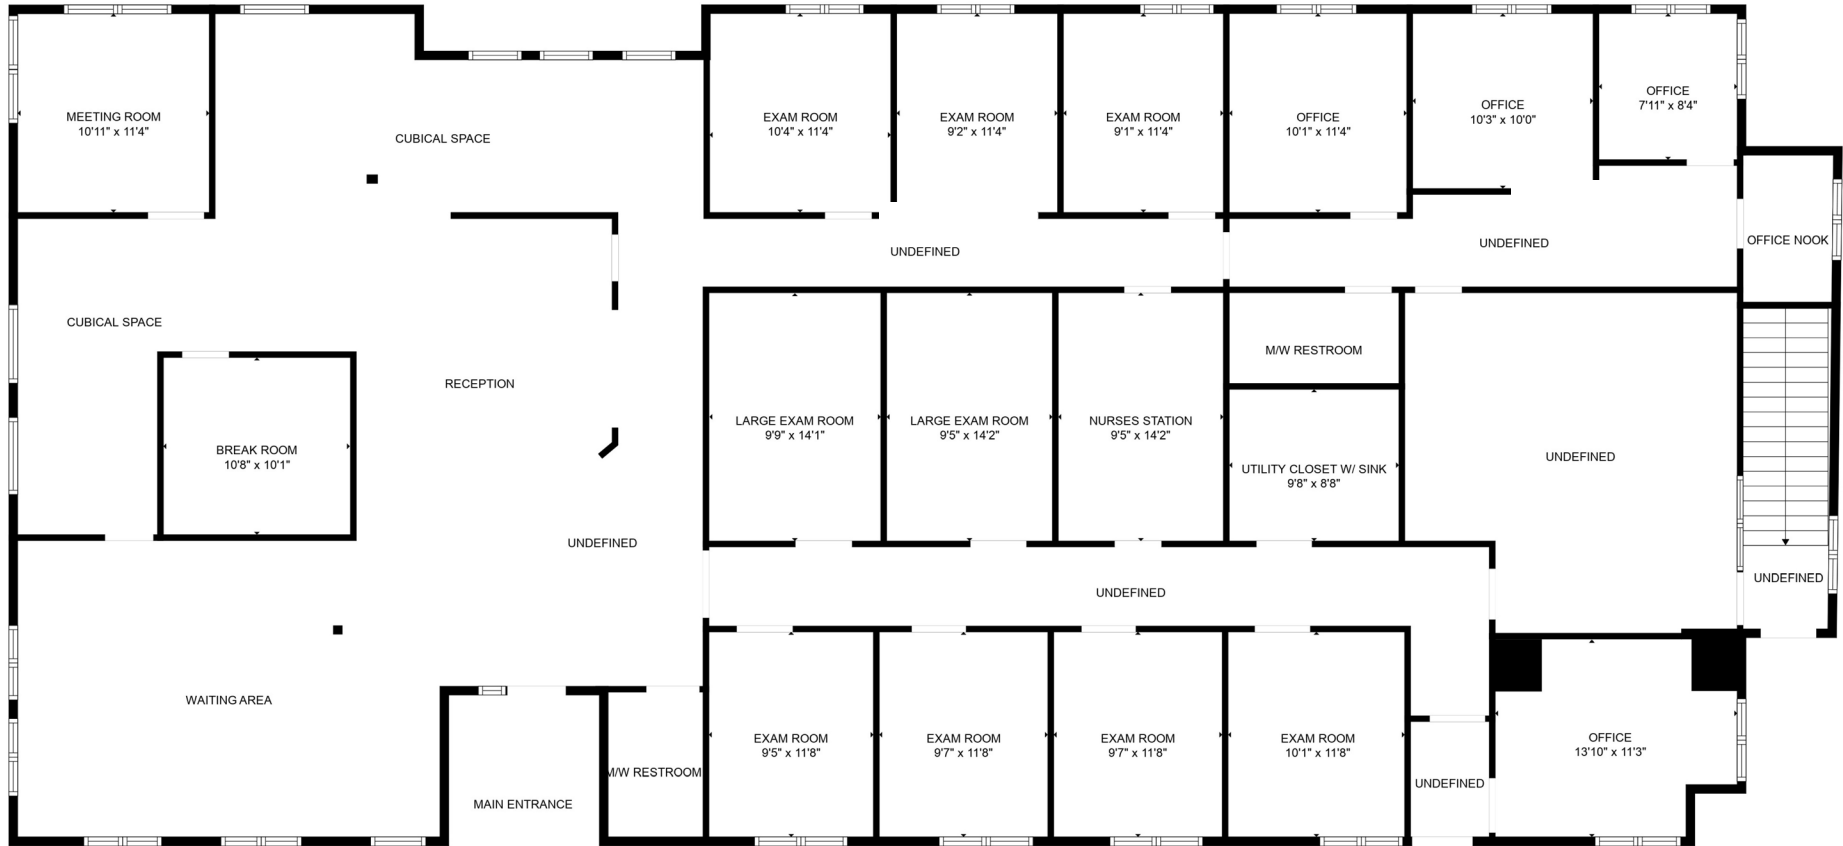 MEETING ROOM
10'11" x 11'4"
CUBICAL SPACE
EXAM ROOM
10'4" x 11'4"
EXAM ROOM
9'2" x 11'4"
EXAM ROOM
9'1" x 11'4"
OFFICE
10'1" x 11'4"
OFFICE
10'3" x 10'0"
OFFICE
7'11" x 8'4"
UNDEFINED
UNDEFINED
OFFICE NOOK
CUBICAL SPACE
RECEPTION
BREAK ROOM
10'8" x 10'1"
LARGE EXAM ROOM
9'9" x 14'1"
LARGE EXAM ROOM
9'5" x 14'2"
NURSES STATION
9'5" x 14'2"
M/W RESTROOM
UTILITY CLOSET W/ SINK
9'8" x 8'8"
UNDEFINED
UNDEFINED
UNDEFINED
UNDEFINED
WAITING AREA
MAIN ENTRANCE
M/W RESTROOM
EXAM ROOM
9'5" x 11'8"
EXAM ROOM
9'7" x 11'8"
EXAM ROOM
9'7" x 11'8"
EXAM ROOM
10'1" x 11'8"
UNDEFINED
OFFICE
13'10" x 11'3"